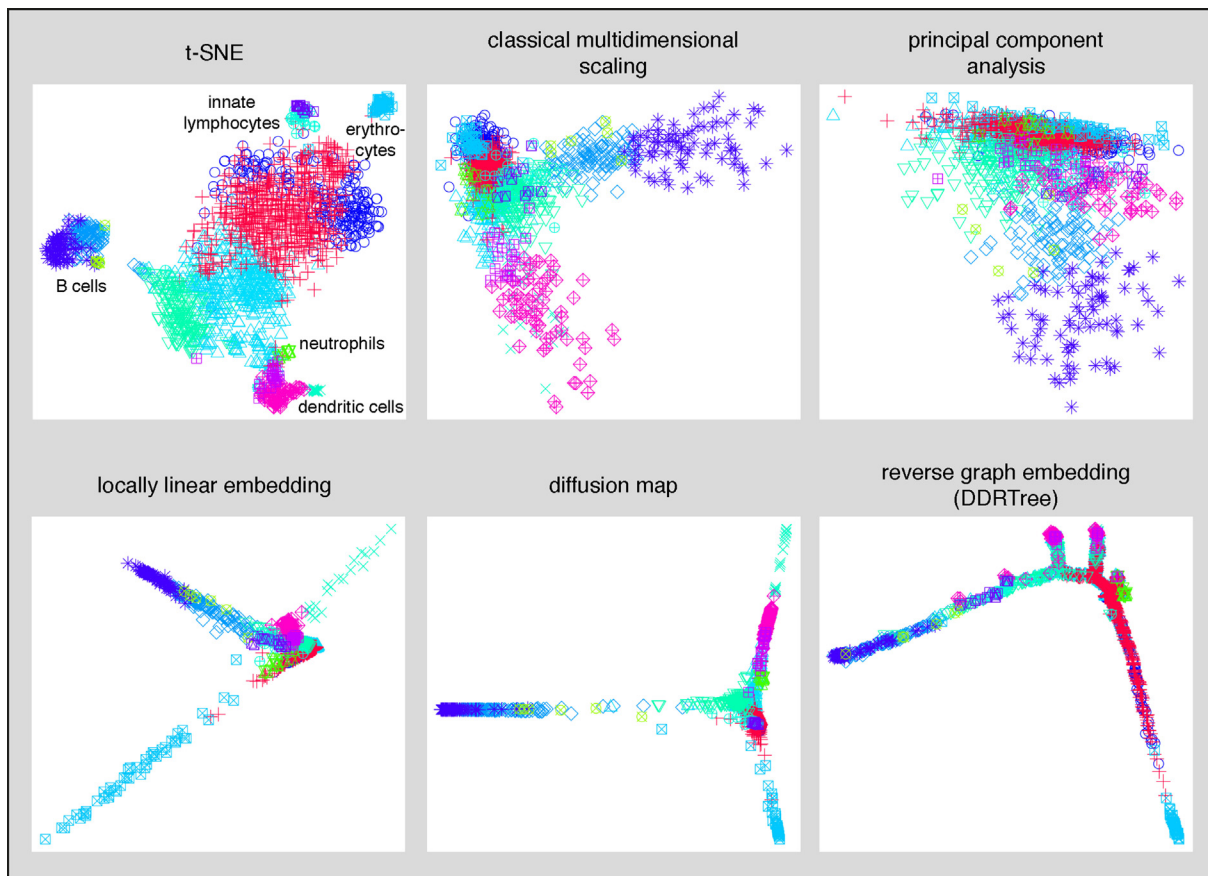 t-SNE
classical multidimensional
scaling
principal component
analysis
innate
lymphocytes
erythro-
cytes
B cells
neutrophils
dendritic cells
locally linear embedding
diffusion map
reverse graph embedding
(DDRTree)